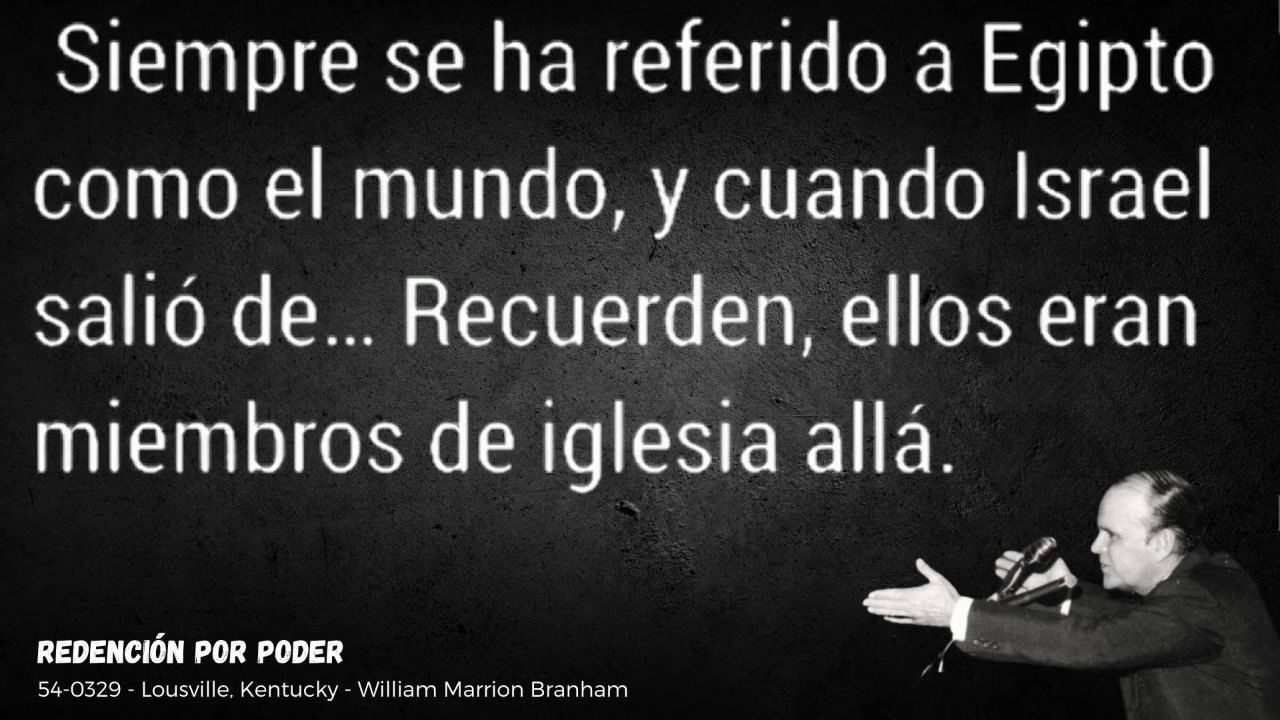 Siempre se ha referido a Egipto
como el mundo, y cuando Israel
salió de... Recuerden, ellos eran
miembros de iglesia allá.
REDENCIÓN POR PODER
54-0329 - Lousville, Kentucky - William Marrion Branham